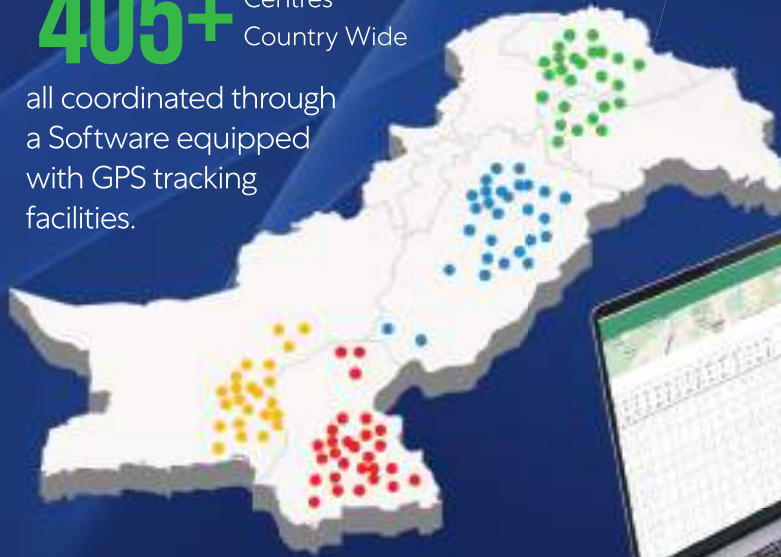 405+ Centres
Country Wide
all coordinated through
a Software equipped
with GPS tracking
facilities.